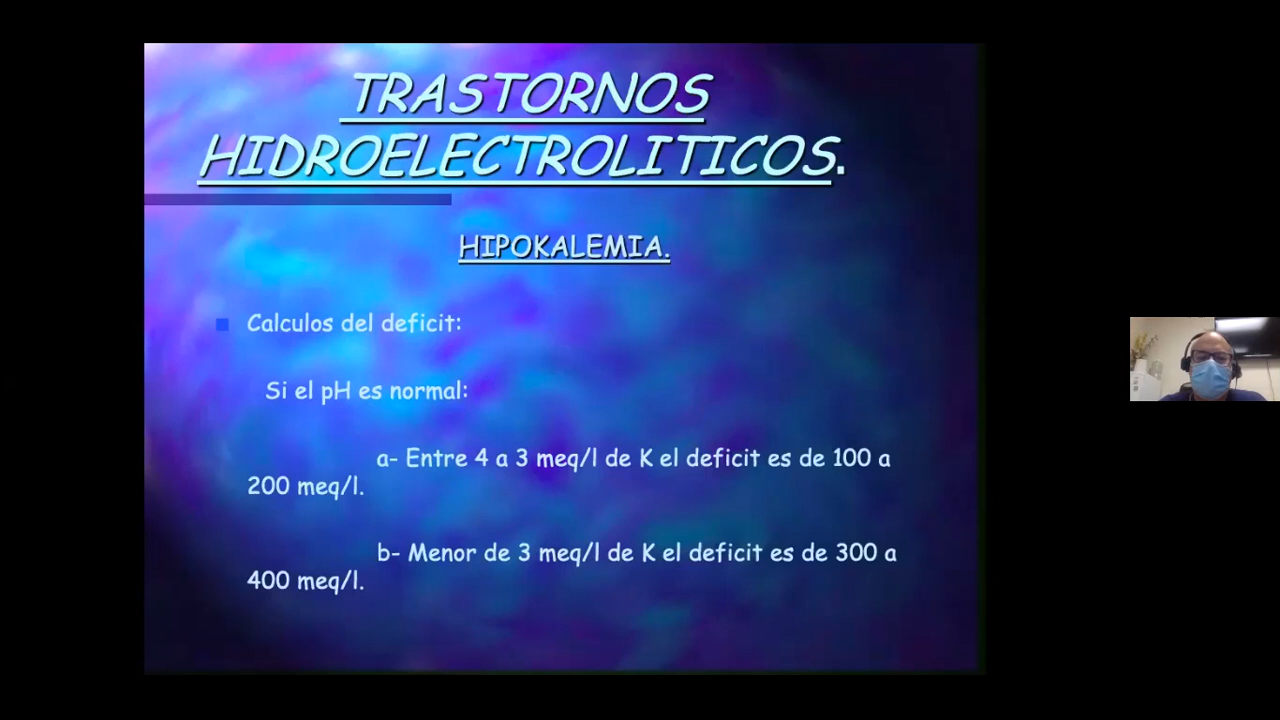 TRASTORNOS
HIDROELECTROLITICOS.
HIPOKALEMIA.
Calculos del deficit:
Si el pH es normal:
a- Entre 4 a 3 meq/l de K el deficit es de 100 a
200 meq/l.
b- Menor de 3 meq/l de K el deficit es de 300 a
400 meq/l.